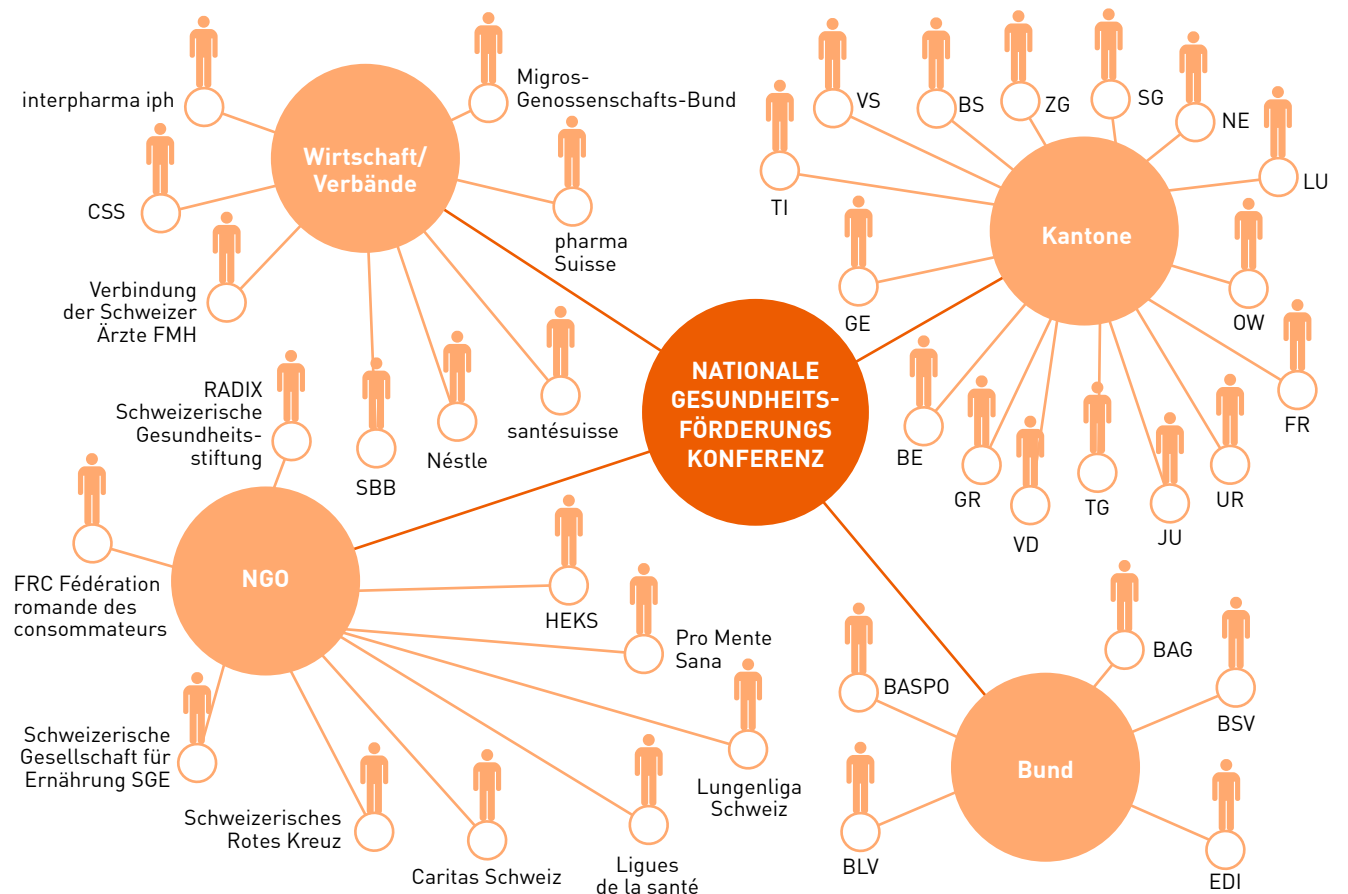 interpharma iph
Migros-
Genossenschafts-Bund
Wirtschaft/
Verbände
CSS
pharma
Suisse
Verbindung
der Schweizer
Ärzte FMH
SBB
Néstle
santésuisse
VS
BS
ZG
SG
NE
LU
TI
Kantone
GE
OW
FR
BE
GR
VD
TG
JU
UR
NATIONALE
GESUNDHEITS-
FÖRDERUNGS
KONFERENZ
RADIX
Schweizerische
Gesundheits-
stiftung
FRC Fédération
romande des
consommateurs
NGO
HEKS
Pro Mente
Sana
Schweizerische
Gesellschaft für
Ernährung SGE
Schweizerisches
Rotes Kreuz
Caritas Schweiz
Ligues
de la santé
Lungenliga
Schweiz
BASPO
BAG
BSV
Bund
BLV
EDI